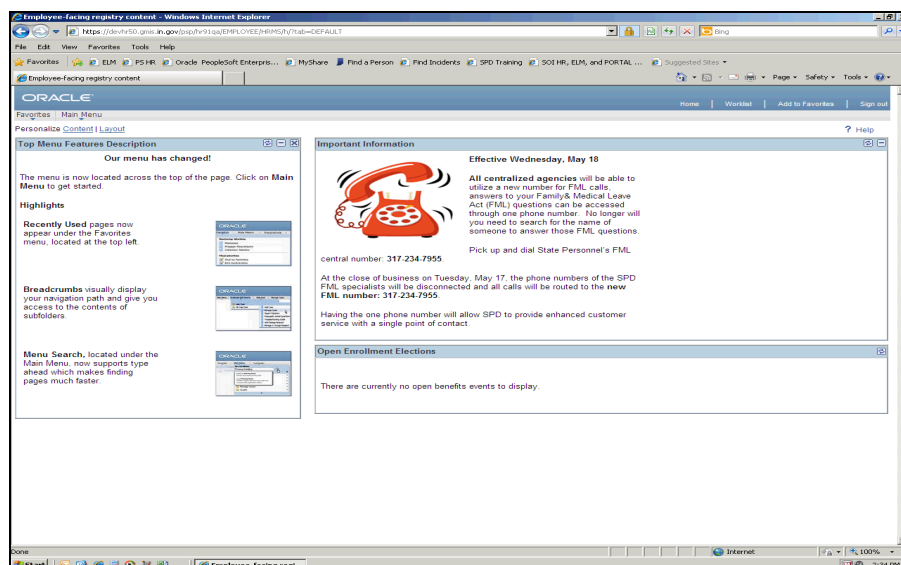 Employee-facing registry content - Windows Internet Explorer
https://devhr50.gmis.in.gov/psp/hr91qa/EMPLOYEE/HRMS/h/?tab=DEFAULT
Bing
File Edit View Favorites Tools Help
Favorites ELM PS HR Oracle PeopleSoft Enterpris... MyShare Find a Person Find Incidents SPD Training SOI HR, ELM, and PORTAL ... Suggested Sites
Employee-facing registry content
Page Safety Tools
ORACLE
Home | Worklist | Add to Favorites | Sign out
Favorites Main Menu
Personalize Content | Layout
? Help
Top Menu Features Description
Our menu has changed!
The menu is now located across the top of the page. Click on Main
Menu to get started.
Highlights
Recently Used pages now
appear under the Favorites
menu, located at the top left.
ORACLE
Breadcrumbs visually display
your navigation path and give you
access to the contents of
subfolders.
ORACLE
Menu Search, located under the
Main Menu, now supports type
ahead which makes finding
pages much faster.
ORACLE
Important Information
Effective Wednesday, May 18
All centralized agencies will be able to
utilize a new number for FML calls,
answers to your Family& Medical Leave
Act (FML) questions can be accessed
through one phone number. No longer will
you need to search for the name of
someone to answer those FML questions.
Pick up and dial State Personnel's FML
central number: 317-234-7955.
At the close of business on Tuesday, May 17, the phone numbers of the SPD
FML specialists will be disconnected and all calls will be routed to the new
FML number: 317-234-7955.
Having the one phone number will allow SPD to provide enhanced customer
service with a single point of contact.
Open Enrollment Elections
There are currently no open benefits events to display.
Done
Internet
100%
Start
Employee-facing regi...
2:34 PM